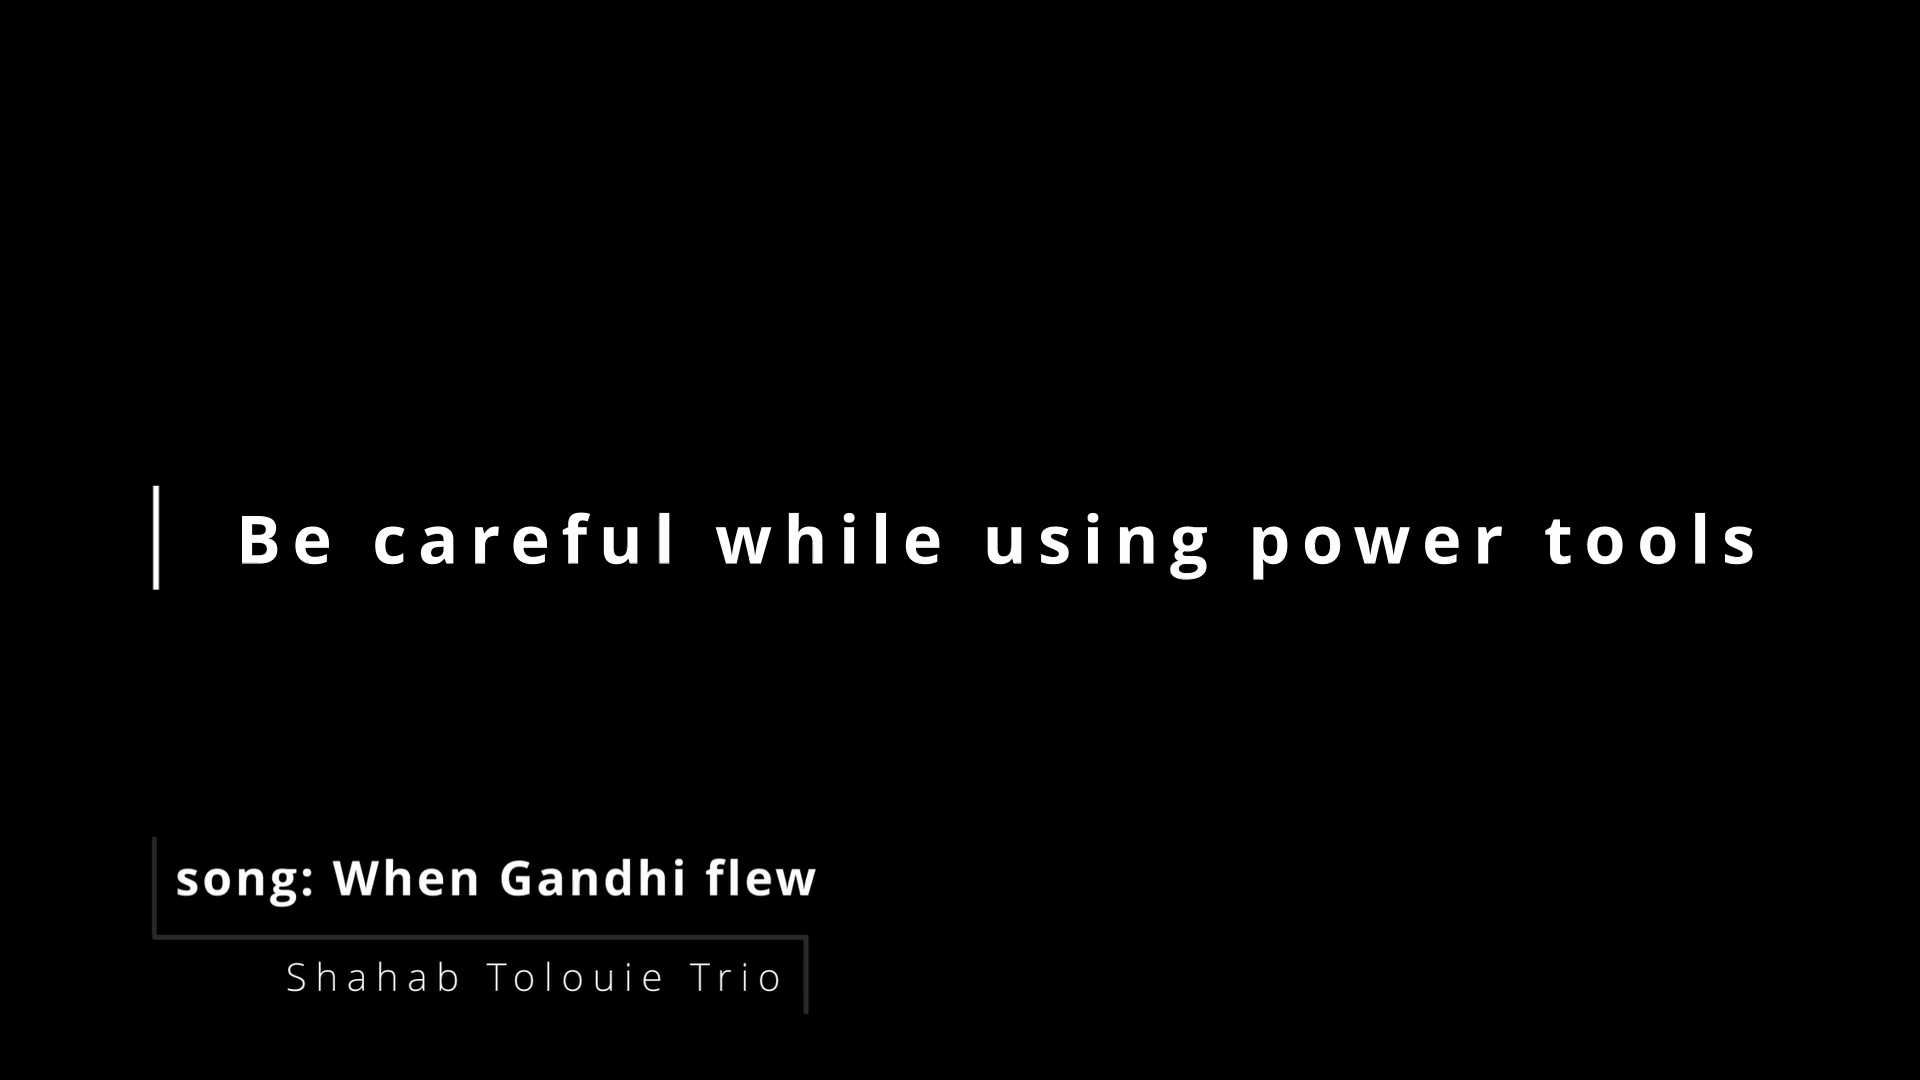 Be careful while using power tools
song: When Gandhi flew
Shahab Tolouie Trio